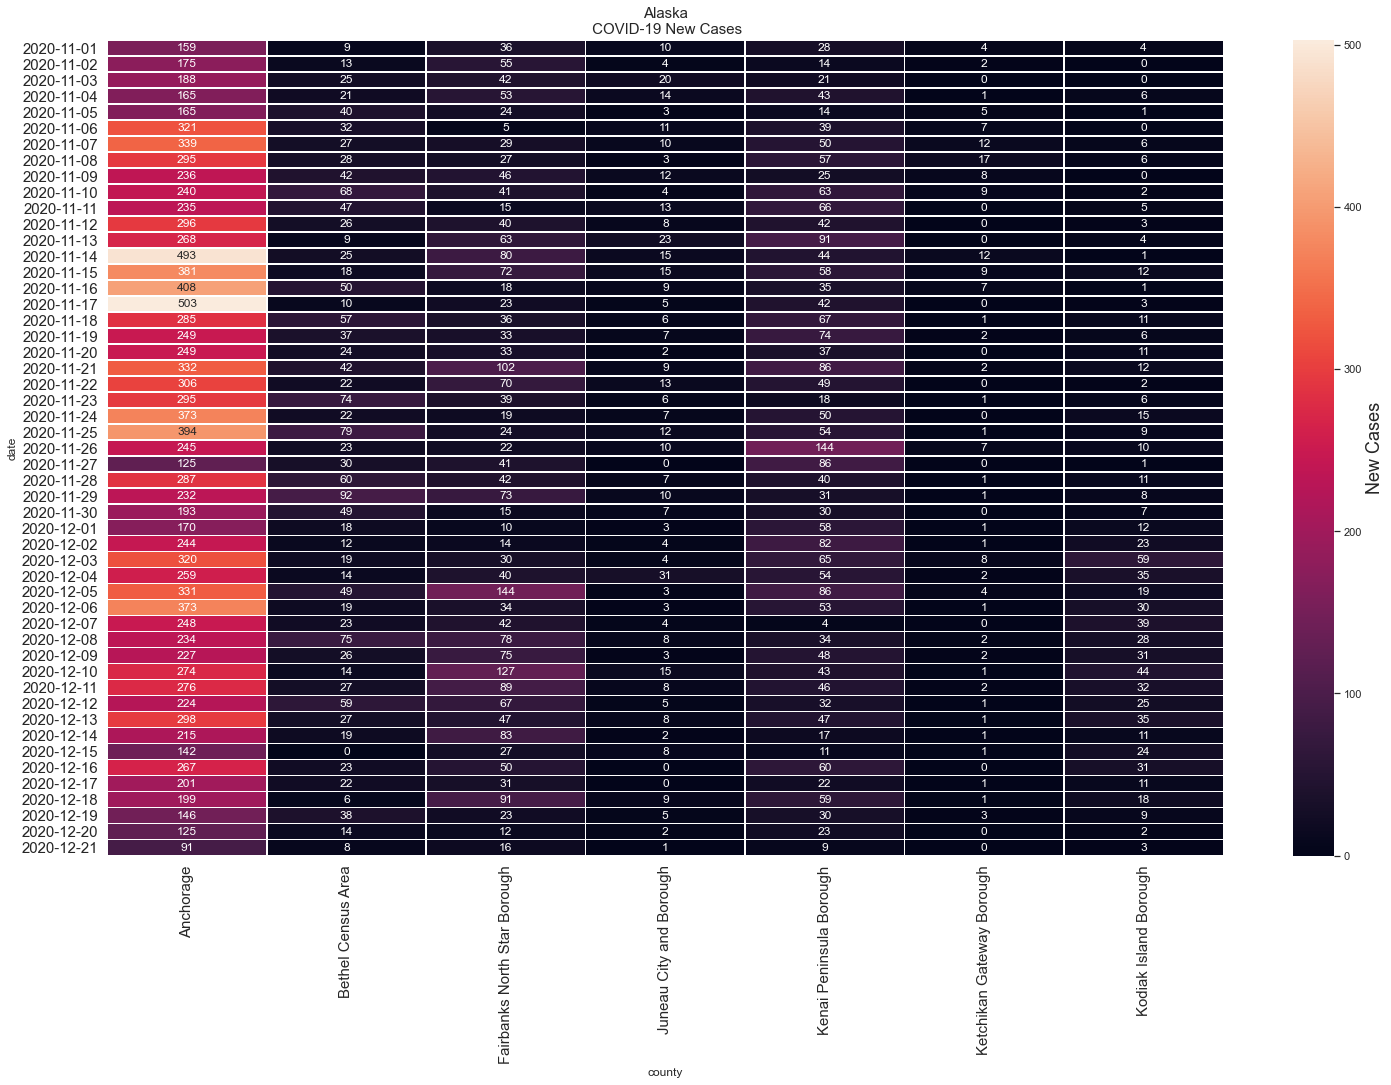 Alaska
COVID-19 New Cases
2020-11-01 159 9 36 10 28 4 4
2020-11-02 175 13 55 4 14 2 0
2020-11-03 188 25 42 20 21 0 0
2020-11-04 165 21 53 14 43 1 6
2020-11-05 165 40 24 3 14 5 1
2020-11-06 321 32 5 11 39 7 0
2020-11-07 339 27 29 10 50 12 6
2020-11-08 295 28 27 3 57 17 6
2020-11-09 236 42 46 12 25 8 0
2020-11-10 240 68 41 4 63 9 2
2020-11-11 235 47 15 13 66 0 5
2020-11-12 296 26 40 8 42 0 3
2020-11-13 268 9 63 23 91 0 4
2020-11-14 493 25 80 15 44 12 1
2020-11-15 381 18 72 15 58 9 12
2020-11-16 408 50 18 9 35 7 1
2020-11-17 503 10 23 5 42 0 3
2020-11-18 285 57 36 6 67 1 11
2020-11-19 249 37 33 7 74 2 6
2020-11-20 249 24 33 2 37 0 11
2020-11-21 332 42 102 9 86 2 12
2020-11-22 306 22 70 13 49 0 2
2020-11-23 295 74 39 6 18 1 6
2020-11-24 373 22 19 7 50 0 15
2020-11-25 394 79 24 12 54 1 9
2020-11-26 245 23 22 10 144 7 10
2020-11-27 125 30 41 0 86 0 1
2020-11-28 287 60 42 7 40 1 11
2020-11-29 232 92 73 10 31 1 8
2020-11-30 193 49 15 7 30 0 7
2020-12-01 170 18 10 3 58 1 12
2020-12-02 244 12 14 4 82 1 23
2020-12-03 320 19 30 4 65 8 59
2020-12-04 259 14 40 31 54 2 35
2020-12-05 331 49 144 3 86 4 19
2020-12-06 373 19 34 3 53 1 30
2020-12-07 248 23 42 4 4 0 39
2020-12-08 234 75 78 8 34 2 28
2020-12-09 227 26 75 3 48 2 31
2020-12-10 274 14 127 15 43 1 44
2020-12-11 276 27 89 8 46 2 32
2020-12-12 224 59 67 5 32 1 25
2020-12-13 298 27 47 8 47 1 35
2020-12-14 215 19 83 2 17 1 11
2020-12-15 142 0 27 8 11 1 24
2020-12-16 267 23 50 0 60 0 31
2020-12-17 201 22 31 0 22 1 11
2020-12-18 199 6 91 9 59 1 18
2020-12-19 146 38 23 5 30 3 9
2020-12-20 125 14 12 2 23 0 2
2020-12-21 91 8 16 1 9 0 3
date
Anchorage
Bethel Census Area
Fairbanks North Star Borough
Juneau City and Borough
Kenai Peninsula Borough
Ketchikan Gateway Borough
Kodiak Island Borough
county
500
400
300
200
100
0
New Cases